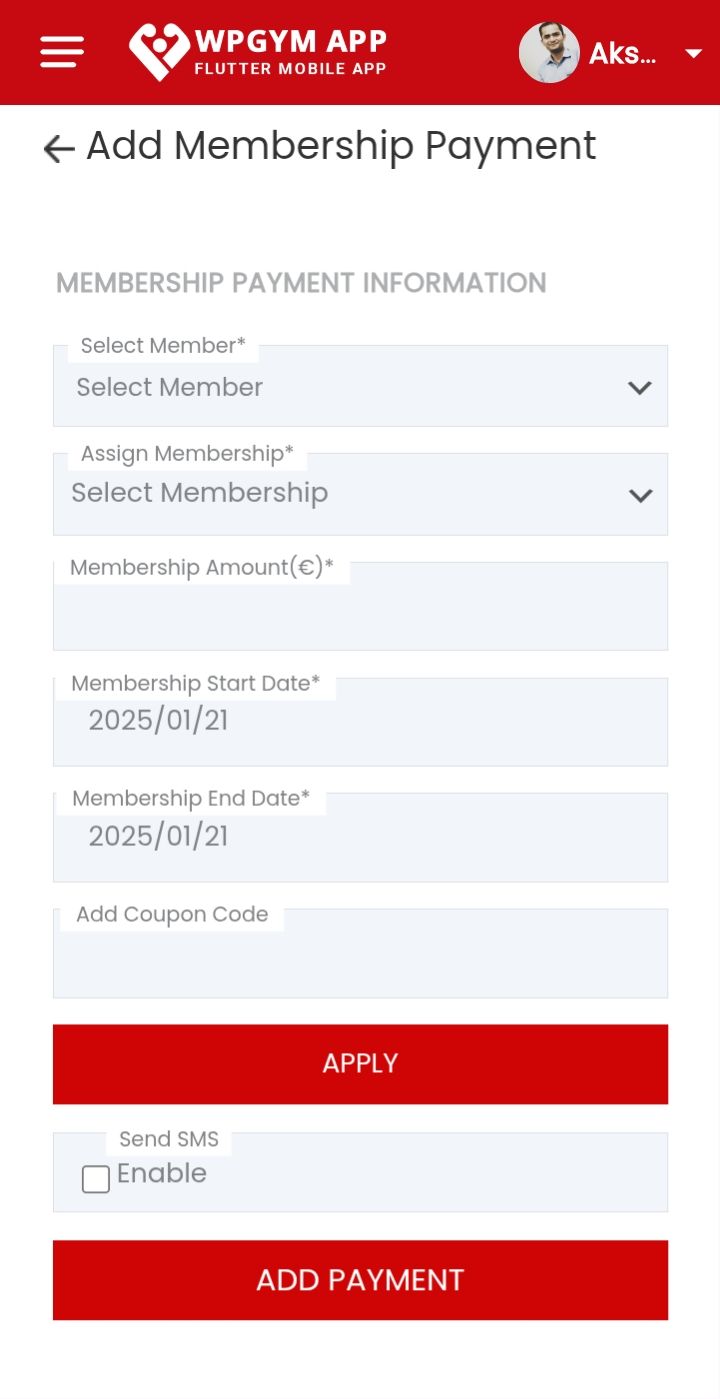 WPGYM APP
FLUTTER MOBILE APP
Aks...
Add Membership Payment
MEMBERSHIP PAYMENT INFORMATION
Select Member*
Select Member
Assign Membership*
Select Membership
Membership Amount(€)*
Membership Start Date*
2025/01/21
Membership End Date*
2025/01/21
Add Coupon Code
APPLY
Send SMS
Enable
ADD PAYMENT